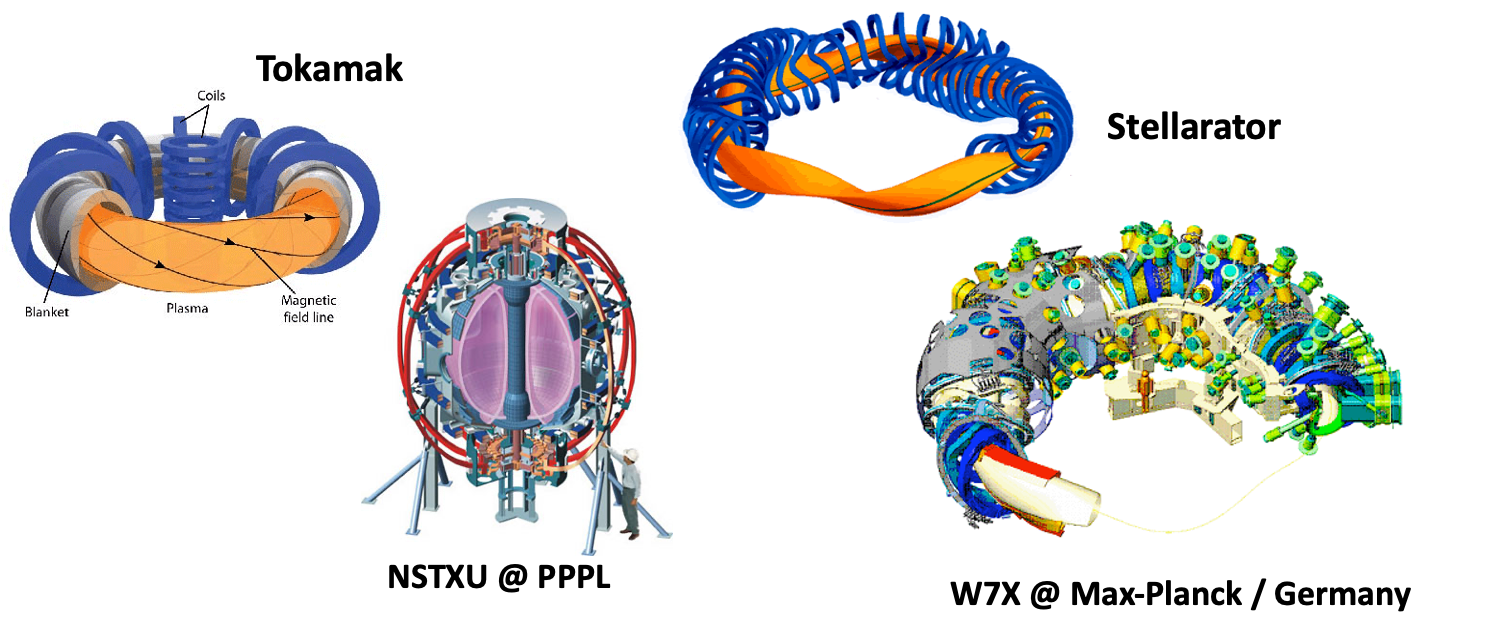 Tokamak
Coils
Blanket
Plasma
Magnetic
field line
NSTXU @ PPPL
Stellarator
W7X @ Max-Planck / Germany